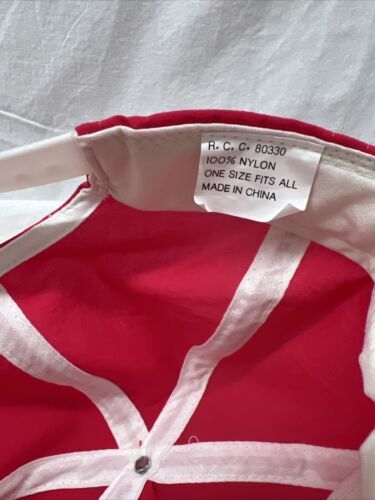 R. C. C. 80330
100% NYLON
ONE SIZE FITS ALL
MADE IN CHINA